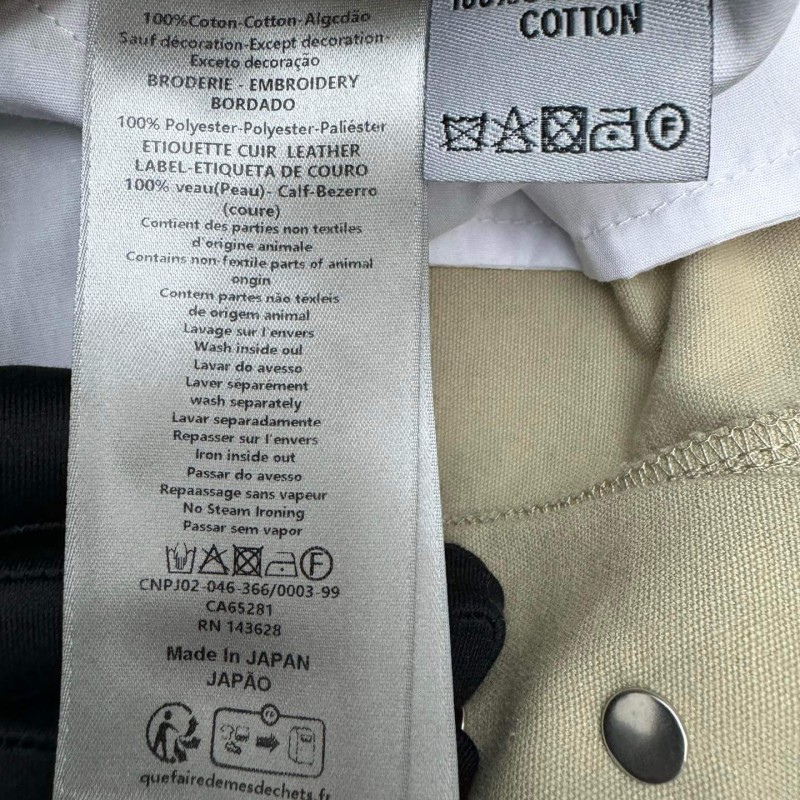 100%Coton-Cotton-Algcdão
Sauf décoration-Except decoration-
Exceto decoração
BRODERIE - EMBROIDERY
BORDADO
100% Polyester-Polyester-Paliéster
ETIQUETTE CUIR LEATHER
LABEL-ETIQUETA DE COURO
100% veau(Peau)- Calf-Bezerro
(coure)
Contient des parties non textiles
d'origine animale
Contains non-fextile parts of animal
ongin
Contem partes não texleis
de origem animal
Lavage sur l'envers
Wash inside oul
Lavar do avesso
Laver séparément
wash separately
Lavar separadamente
Repasser sur l'envers
Iron inside out
Passar do avesso
Repaassage sans vapeur
No Steam Ironing
Passar sem vapor
F
CNPJ02-046-366/0003-99
CA65281
RN 143628
Made In JAPAN
JAPÃO
quefairedemesdechets.fr
COTTON
F